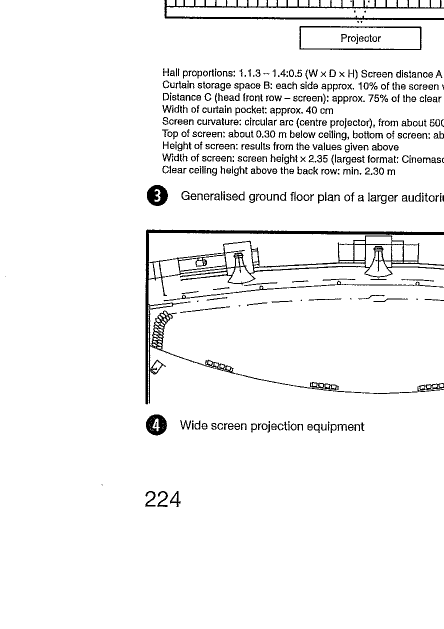 Projector
Hall proportions: 1.1.3 – 1.4:0.5 (W × D × H) Screen distance A
Curtain storage space B: each side approx. 10% of the screen
Distance C (head front row – screen): approx. 75% of the clear
Width of curtain pocket: approx. 40 cm
Screen curvature: circular arc (centre projector), from about
Top of screen: about 0.30 m below ceiling, bottom of screen:
Height of screen: results from the values given above
Width of screen: screen height × 2.35 (largest format:
Clear ceiling height above the back row: min. 2.30 m
3 Generalised ground floor plan of a larger
4 Wide screen projection equipment
224